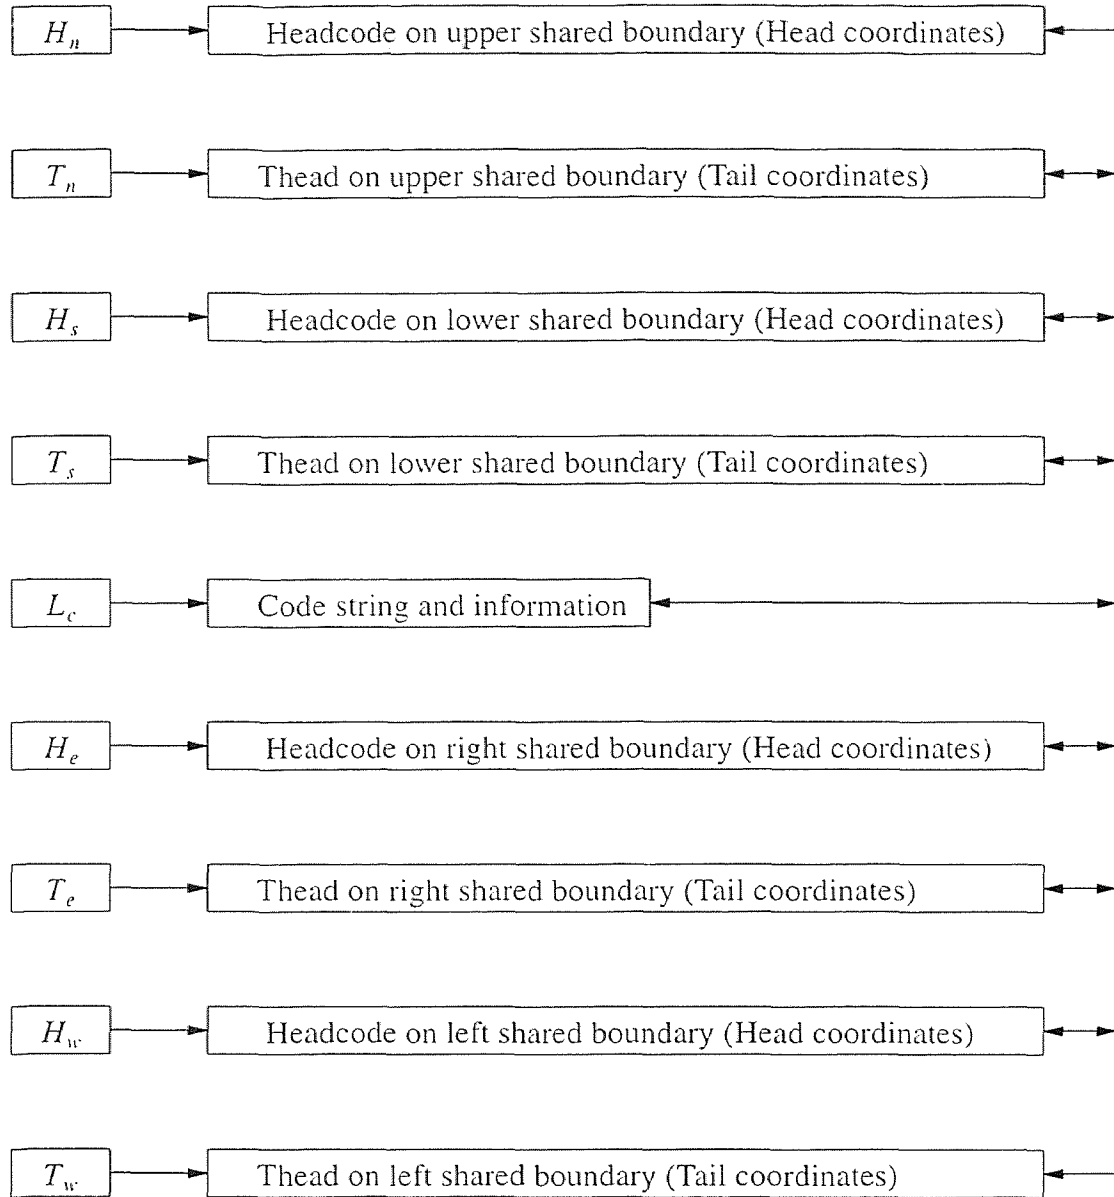 H_n Headcode on upper shared boundary (Head coordinates)
T_n Thead on upper shared boundary (Tail coordinates)
H_s Headcode on lower shared boundary (Head coordinates)
T_s Thead on lower shared boundary (Tail coordinates)
L_c Code string and information
H_e Headcode on right shared boundary (Head coordinates)
T_e Thead on right shared boundary (Tail coordinates)
H_w Headcode on left shared boundary (Head coordinates)
T_w Thead on left shared boundary (Tail coordinates)